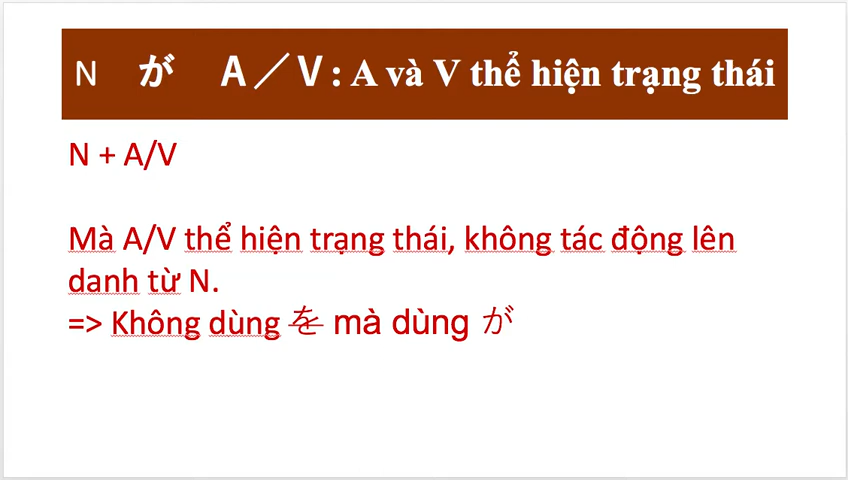 N が A／V : A và V thể hiện trạng thái
N + A/V
Mà A/V thể hiện trạng thái, không tác động lên
danh từ N.
=> Không dùng を mà dùng が